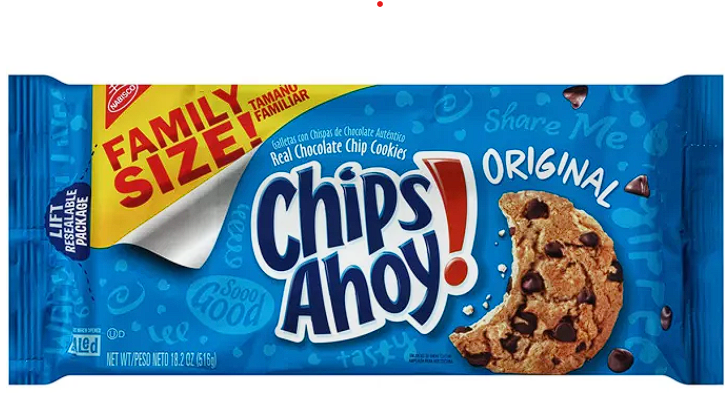 NABISCO
FAMILY
SIZE!
TAMAÑO
FAMILIAR
Galletas con Chispas de Chocolate Auténtico
Real Chocolate Chip Cookies
Share Me
ORIGINAL
Chips
Ahoy!
LIFT
RESEALABLE
PACKAGE
Sooo
Good
tasty
NET WT/PESO NETO 18.2 OZ (516g)